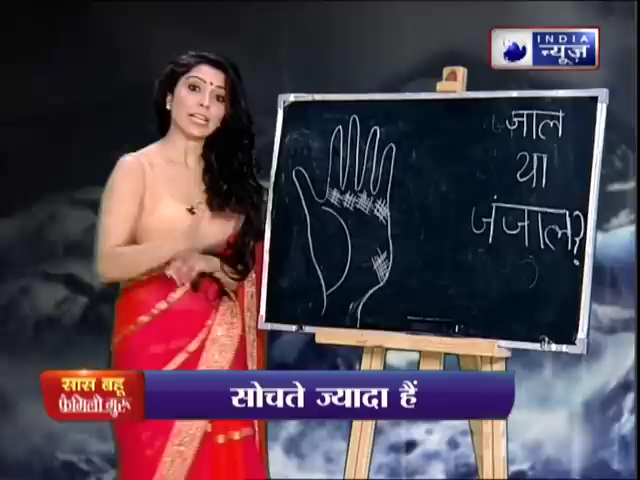 INDIA
न्यूज़
जाल
या
जंजाल?
सास बहू
फैमिली गुरू
सोचते ज्यादा हैं